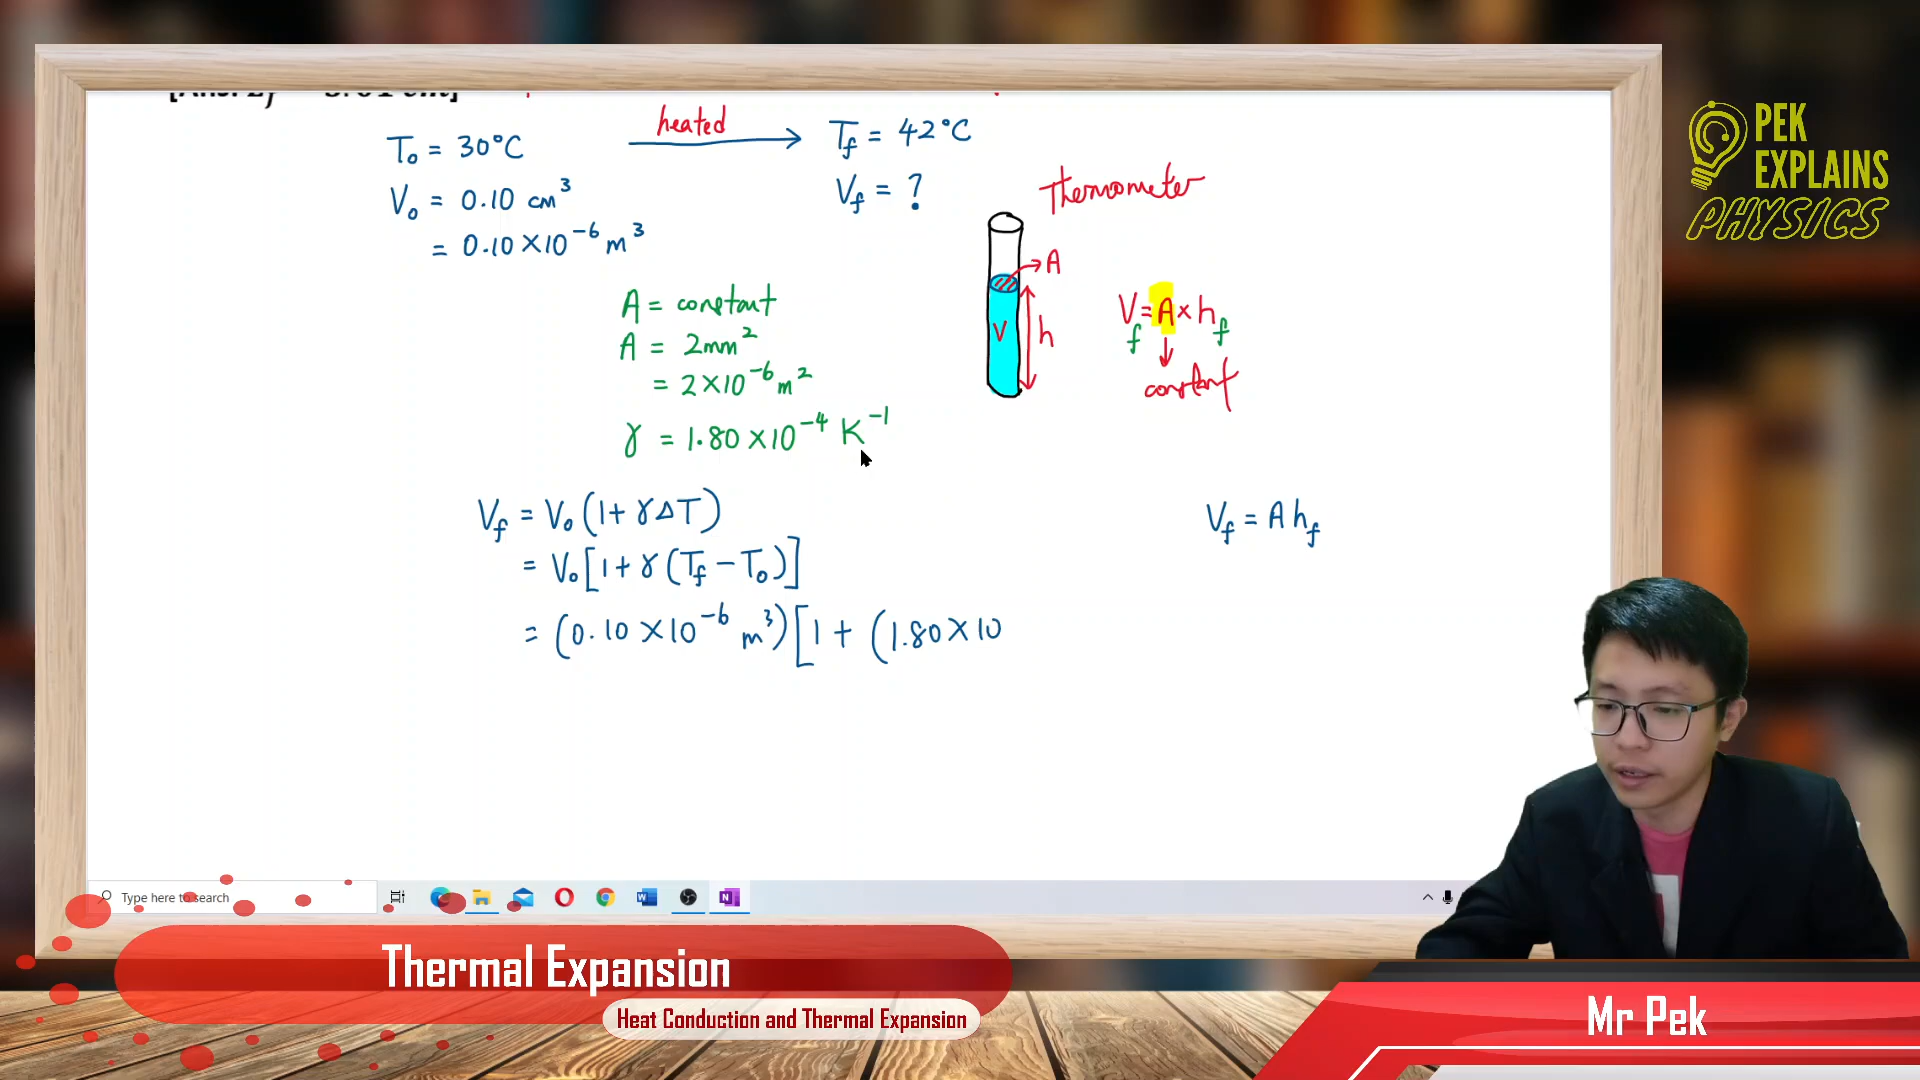 T₀ = 30°C
heated
T_f = 42°C
V₀ = 0.10 cm³
= 0.10 × 10⁻⁶ m³
V_f = ?
Thermometer
A
V
h
V_f = A × h_f
constant
A = constant
A = 2mm²
= 2 × 10⁻⁶ m²
γ = 1.80 × 10⁻⁴ K⁻¹
V_f = V₀ (1 + γΔT)
= V₀ [1 + γ (T_f − T₀)]
= (0.10 × 10⁻⁶ m³) [1 + (1.80 × 10
V_f = A h_f
PEK
EXPLAINS
PHYSICS
Type here to search
Thermal Expansion
Heat Conduction and Thermal Expansion
Mr Pek